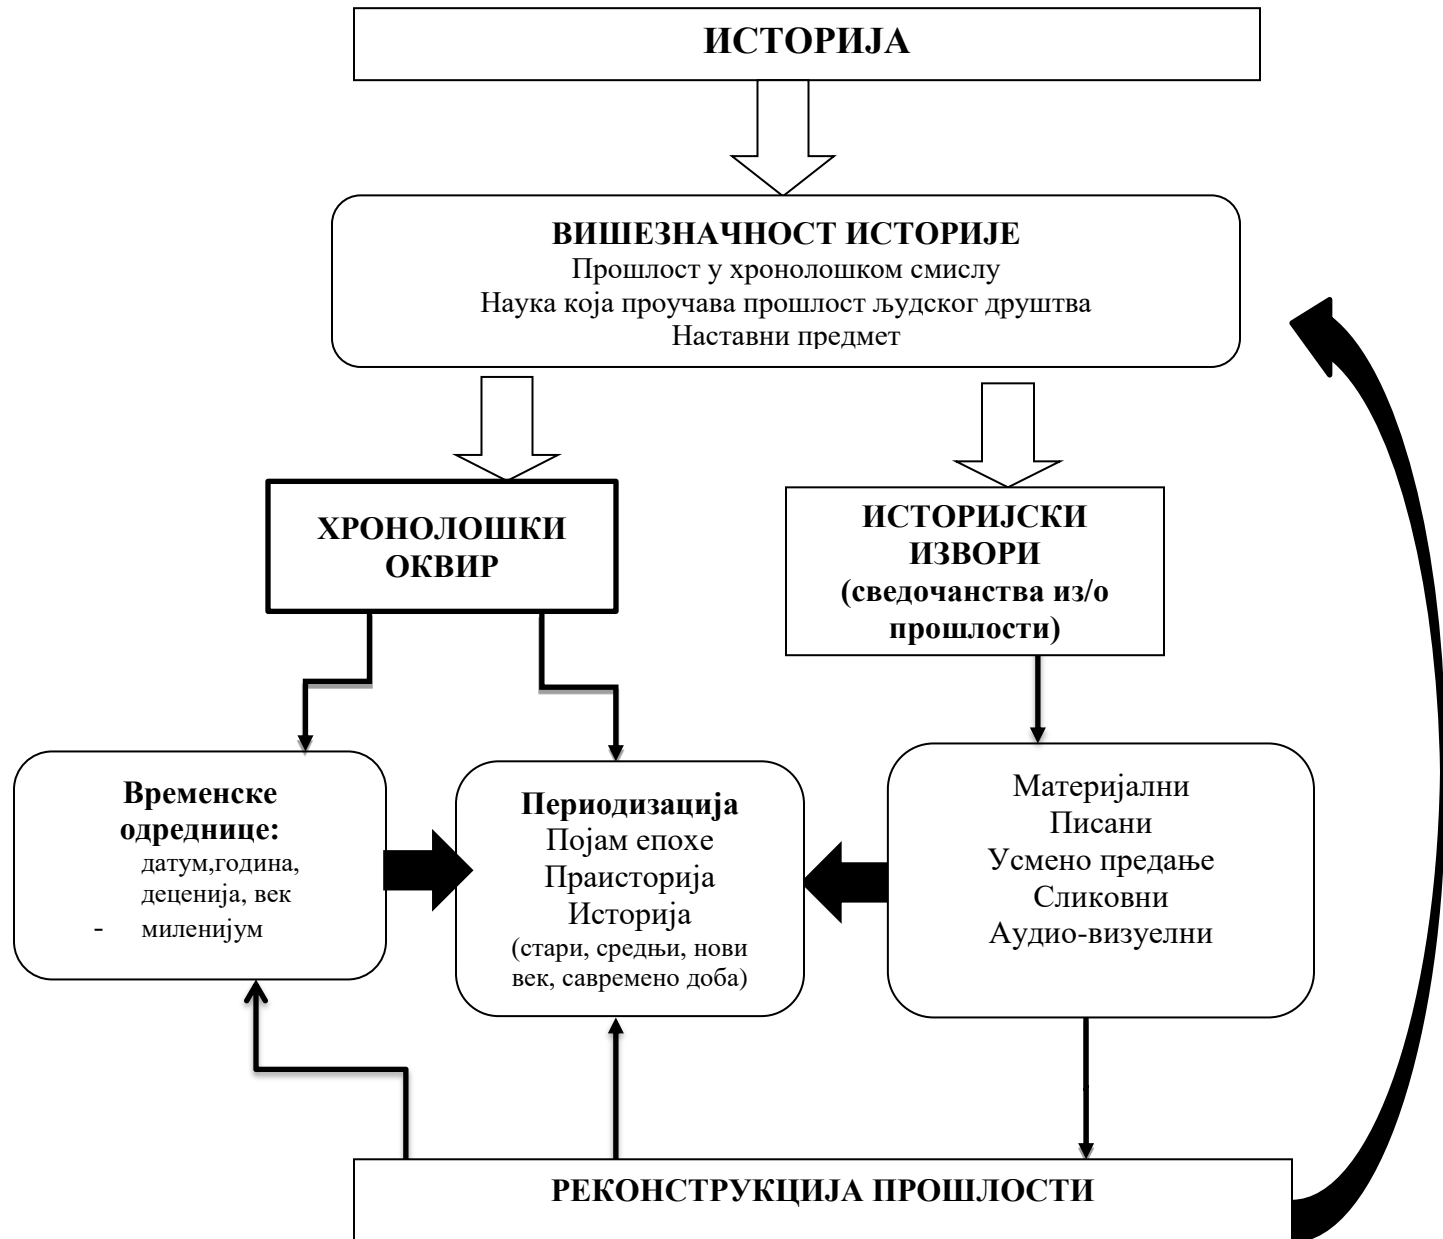 ИСТОРИЈА
ВИШЕЗНАЧНОСТ ИСТОРИЈЕ
Прошлост у хронолошком смислу
Наука која проучава прошлост људског друштва
Наставни предмет
ХРОНОЛОШКИ
ОКВИР
ИСТОРИЈСКИ
ИЗВОРИ
(сведочанства из/о
прошлости)
Временске
одреднице:
датум,година,
деценија, век
- миленијум
Периодизација
Појам епохе
Праисторија
Историја
(стари, средњи, нови
век, савремено доба)
Материјални
Писани
Усмено предање
Сликовни
Аудио-визуелни
РЕКОНСТРУКЦИЈА ПРОШЛОСТИ